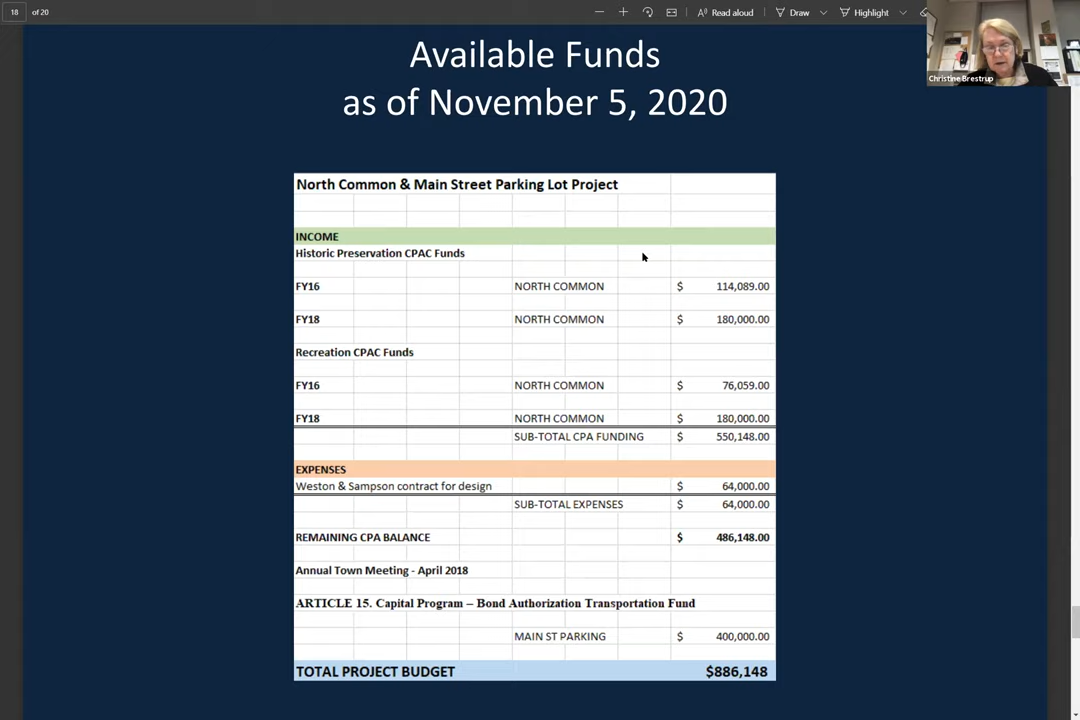 18 of 20
Read aloud
Draw
Highlight
Christine Brestrup
Available Funds
as of November 5, 2020
North Common & Main Street Parking Lot Project
INCOME
Historic Preservation CPAC Funds
FY16 NORTH COMMON $ 114,089.00
FY18 NORTH COMMON $ 180,000.00
Recreation CPAC Funds
FY16 NORTH COMMON $ 76,059.00
FY18 NORTH COMMON $ 180,000.00
SUB-TOTAL CPA FUNDING $ 550,148.00
EXPENSES
Weston & Sampson contract for design $ 64,000.00
SUB-TOTAL EXPENSES $ 64,000.00
REMAINING CPA BALANCE $ 486,148.00
Annual Town Meeting - April 2018
ARTICLE 15. Capital Program – Bond Authorization Transportation Fund
MAIN ST PARKING $ 400,000.00
TOTAL PROJECT BUDGET $886,148